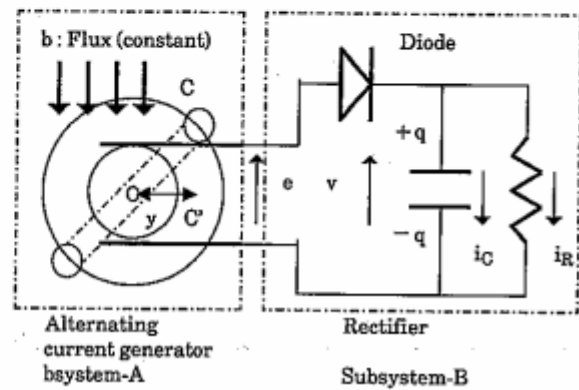 b : Flux (constant)
Diode
C
+q
e
v
O
y
C'
−q
iC
iR
Alternating
current generator
bsystem-A
Rectifier
Subsystem-B